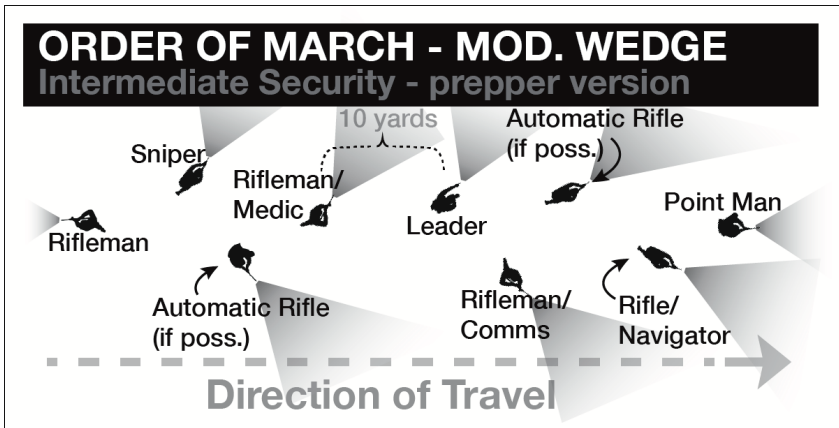 ORDER OF MARCH - MOD. WEDGE
Intermediate Security - prepper version
10 yards
Automatic Rifle
(if poss.)
Sniper
Rifleman/
Medic
Point Man
Leader
Rifleman
Automatic Rifle
(if poss.)
Rifleman/
Comms
Rifle/
Navigator
Direction of Travel